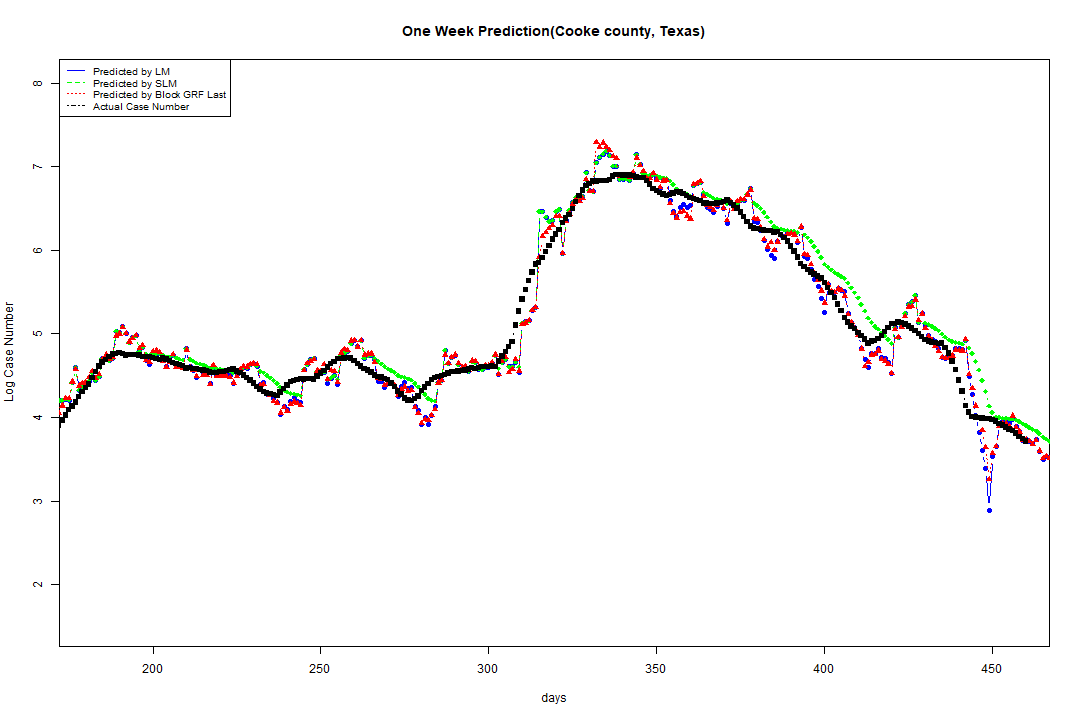 One Week Prediction(Cooke county, Texas)
Predicted by LM
Predicted by SLM
Predicted by Block GRF Last
Actual Case Number
8
7
6
5
4
3
2
Log Case Number
200 250 300 350 400 450
days